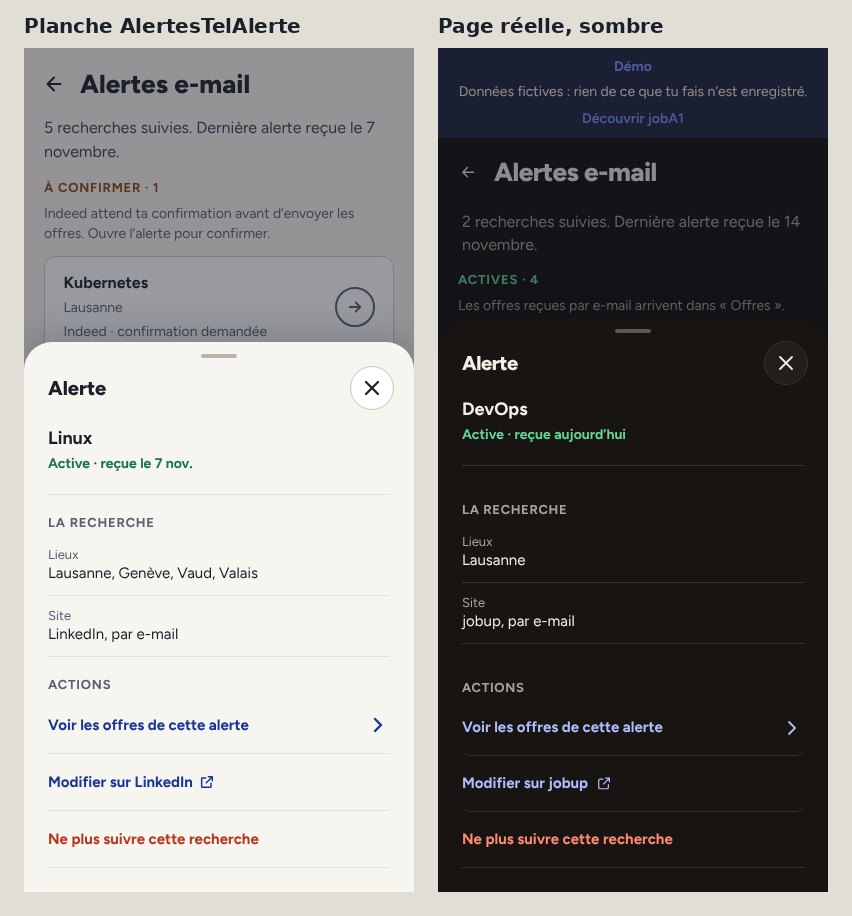 Planche AlertesTelAlerte
Alertes e-mail
5 recherches suivies. Dernière alerte reçue le 7
novembre.
À CONFIRMER · 1
Indeed attend ta confirmation avant d'envoyer les
offres. Ouvre l'alerte pour confirmer.
Kubernetes
Lausanne
Indeed · confirmation demandée
Alerte
Linux
Active · reçue le 7 nov.
LA RECHERCHE
Lieux
Lausanne, Genève, Vaud, Valais
Site
LinkedIn, par e-mail
ACTIONS
Voir les offres de cette alerte
Modifier sur LinkedIn
Ne plus suivre cette recherche
Page réelle, sombre
Démo
Données fictives : rien de ce que tu fais n’est enregistré.
Découvrir jobA1
Alertes e-mail
2 recherches suivies. Dernière alerte reçue le 14
novembre.
ACTIVES · 4
Les offres reçues par e-mail arrivent dans « Offres ».
Alerte
DevOps
Active · reçue aujourd’hui
LA RECHERCHE
Lieux
Lausanne
Site
jobup, par e-mail
ACTIONS
Voir les offres de cette alerte
Modifier sur jobup
Ne plus suivre cette recherche